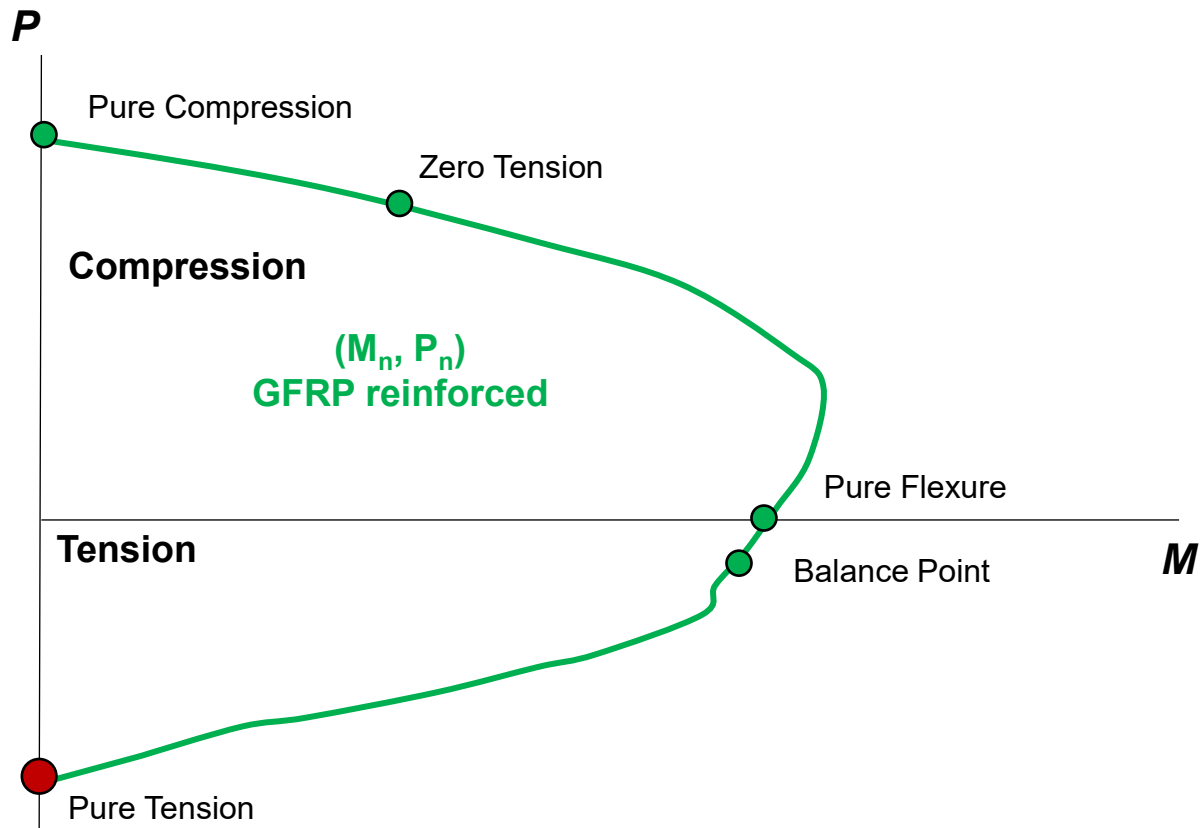 P
Pure Compression
Zero Tension
Compression
(Mn, Pn)
GFRP reinforced
Pure Flexure
Tension
M
Balance Point
Pure Tension